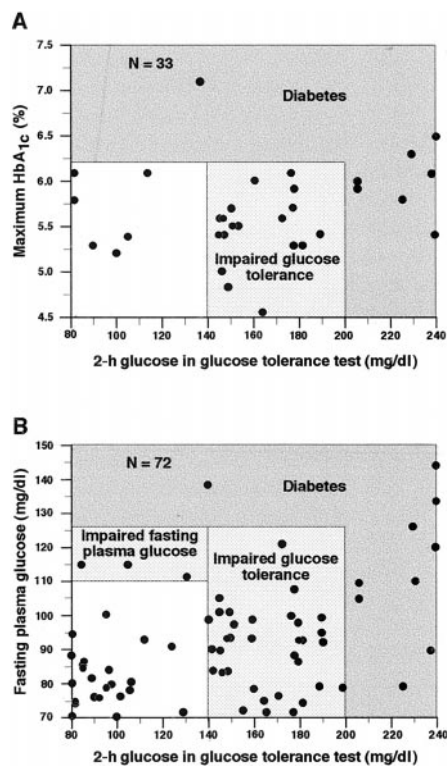 A
7.5
7.0
6.5
6.0
5.5
5.0
4.5
Maximum HbA1c (%)
N = 33
Diabetes
Impaired glucose
tolerance
80 100 120 140 160 180 200 220 240
2-h glucose in glucose tolerance test (mg/dl)
B
150
140
130
120
110
100
90
80
70
Fasting plasma glucose
(mg/dl)
N = 72
Diabetes
Impaired fasting
plasma glucose
Impaired glucose
tolerance
80 100 120 140 160 180 200 220 240
2-h glucose in glucose tolerance test (mg/dl)